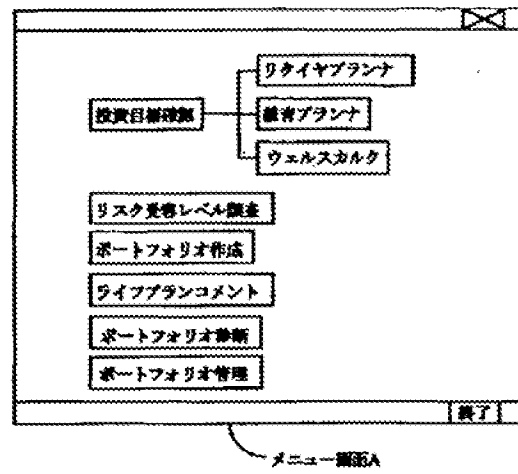 リタイヤプランナ
投資目標確認
教育プランナ
ウェルスカルク
リスク受容レベル調査
ポートフォリオ作成
ライフプランコメント
ポートフォリオ診断
ポートフォリオ管理
終了
メニュー画面A